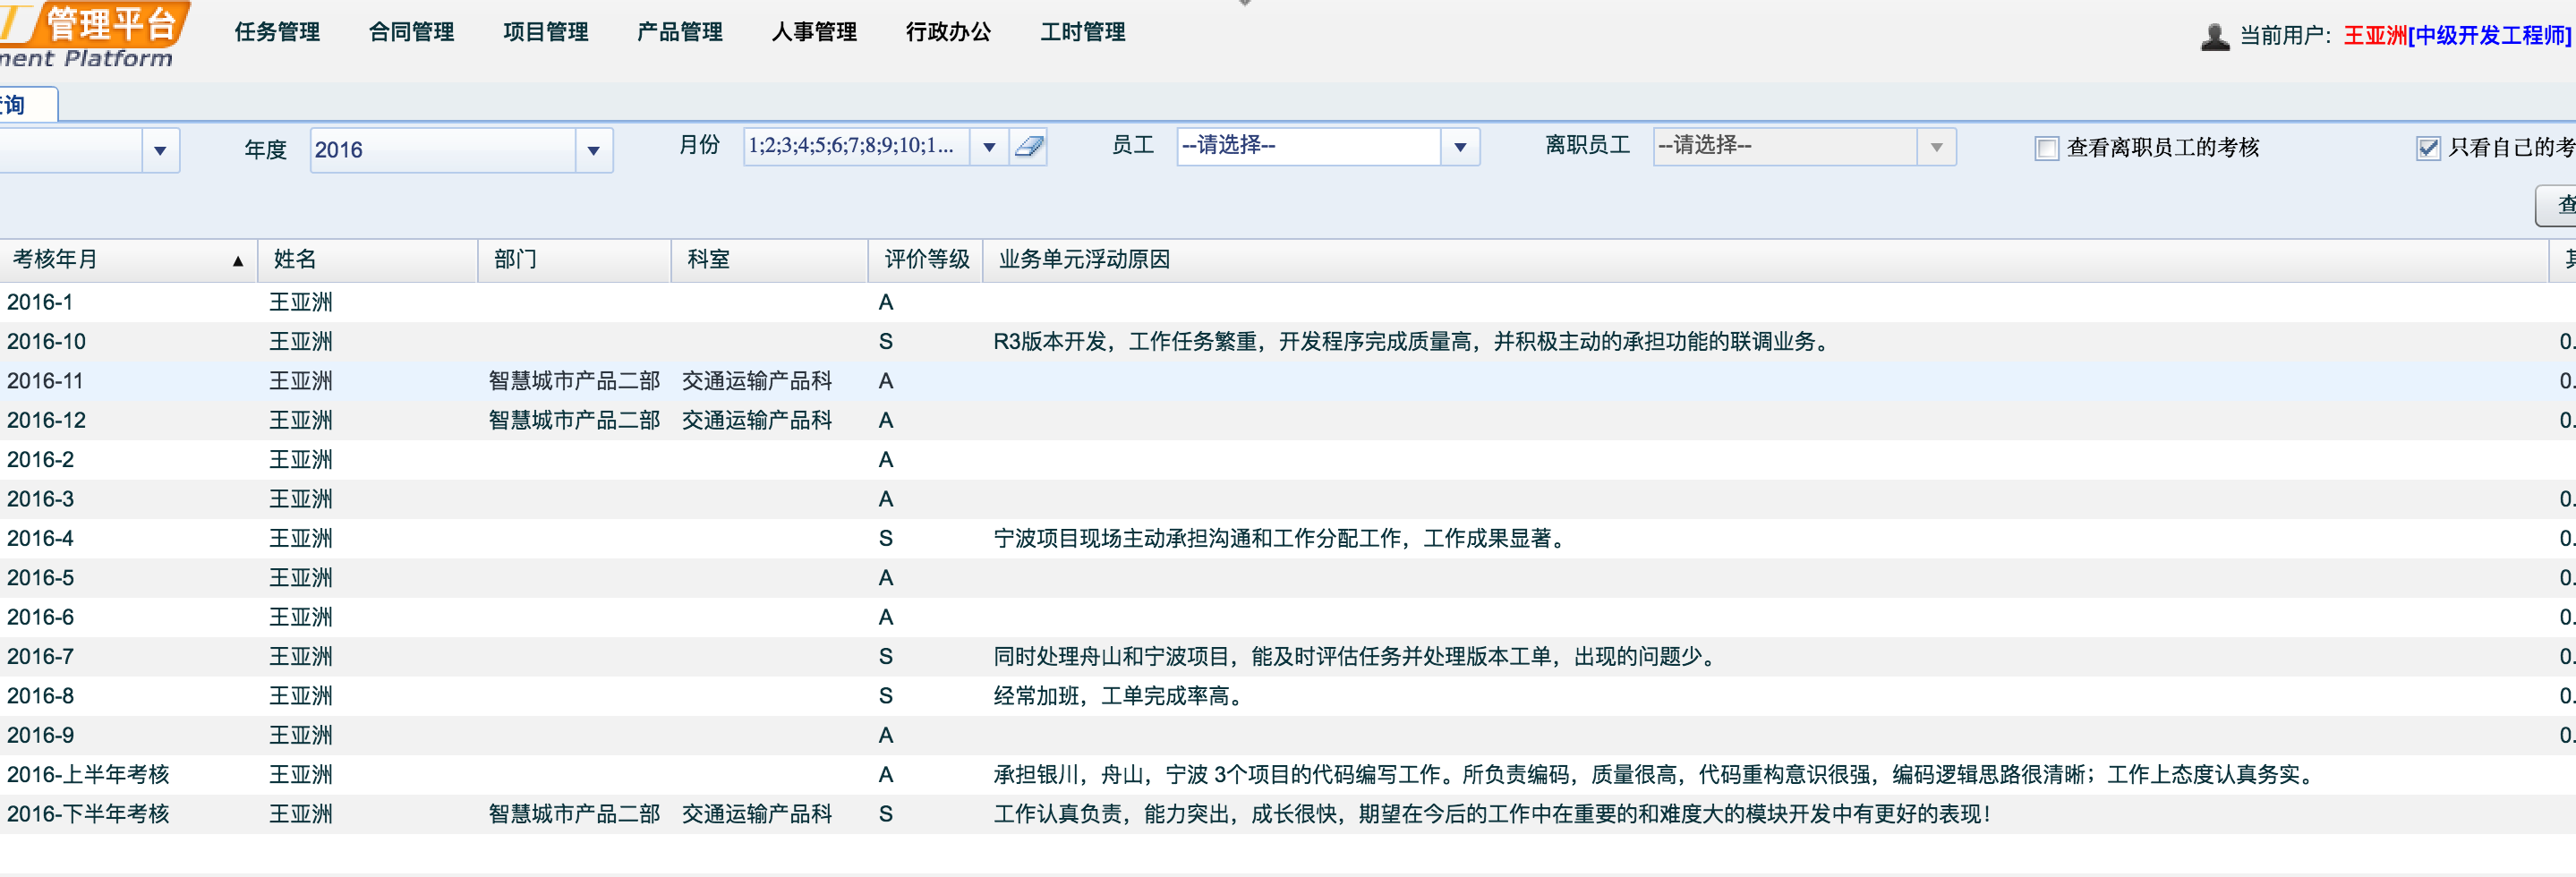 管理平台
ment Platform
任务管理 合同管理 项目管理 产品管理 人事管理 行政办公 工时管理
当前用户: 王亚洲[中级开发工程师]
查询
年度 2016 月份 1;2;3;4;5;6;7;8;9;10;1... 员工 --请选择-- 离职员工 --请选择-- 查看离职员工的考核 只看自己的考
查
考核年月 ▲ 姓名 部门 科室 评价等级 业务单元浮动原因 其
2016-1 王亚洲 A
2016-10 王亚洲 S R3版本开发，工作任务繁重，开发程序完成质量高，并积极主动的承担功能的联调业务。 0.
2016-11 王亚洲 智慧城市产品二部 交通运输产品科 A 0.
2016-12 王亚洲 智慧城市产品二部 交通运输产品科 A 0.
2016-2 王亚洲 A
2016-3 王亚洲 A 0.
2016-4 王亚洲 S 宁波项目现场主动承担沟通和工作分配工作，工作成果显著。 0.
2016-5 王亚洲 A 0.
2016-6 王亚洲 A 0.
2016-7 王亚洲 S 同时处理舟山和宁波项目，能及时评估任务并处理版本工单，出现的问题少。 0.
2016-8 王亚洲 S 经常加班，工单完成率高。 0.
2016-9 王亚洲 A 0.
2016-上半年考核 王亚洲 A 承担银川，舟山，宁波 3个项目的代码编写工作。所负责编码，质量很高，代码重构意识很强，编码逻辑思路很清晰；工作上态度认真务实。
2016-下半年考核 王亚洲 智慧城市产品二部 交通运输产品科 S 工作认真负责，能力突出，成长很快，期望在今后的工作中在重要的和难度大的模块开发中有更好的表现！